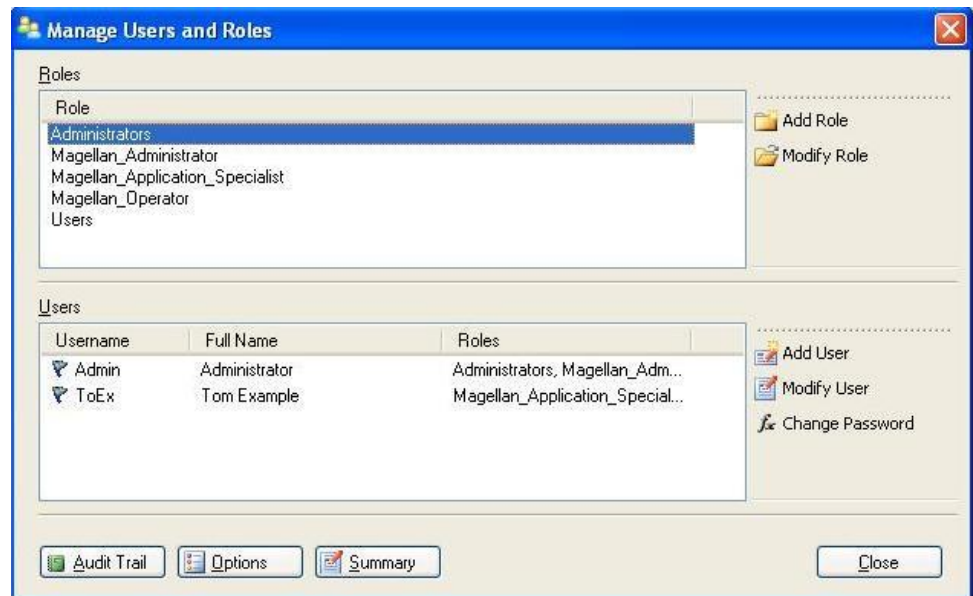 Manage Users and Roles
Roles
Role
Administrators
Magellan_Administrator
Magellan_Application_Specialist
Magellan_Operator
Users
Add Role
Modify Role
Users
Username Full Name Roles
Admin Administrator Administrators, Magellan_Adm...
ToEx Tom Example Magellan_Application_Special...
Add User
Modify User
fx Change Password
Audit Trail Options Summary Close